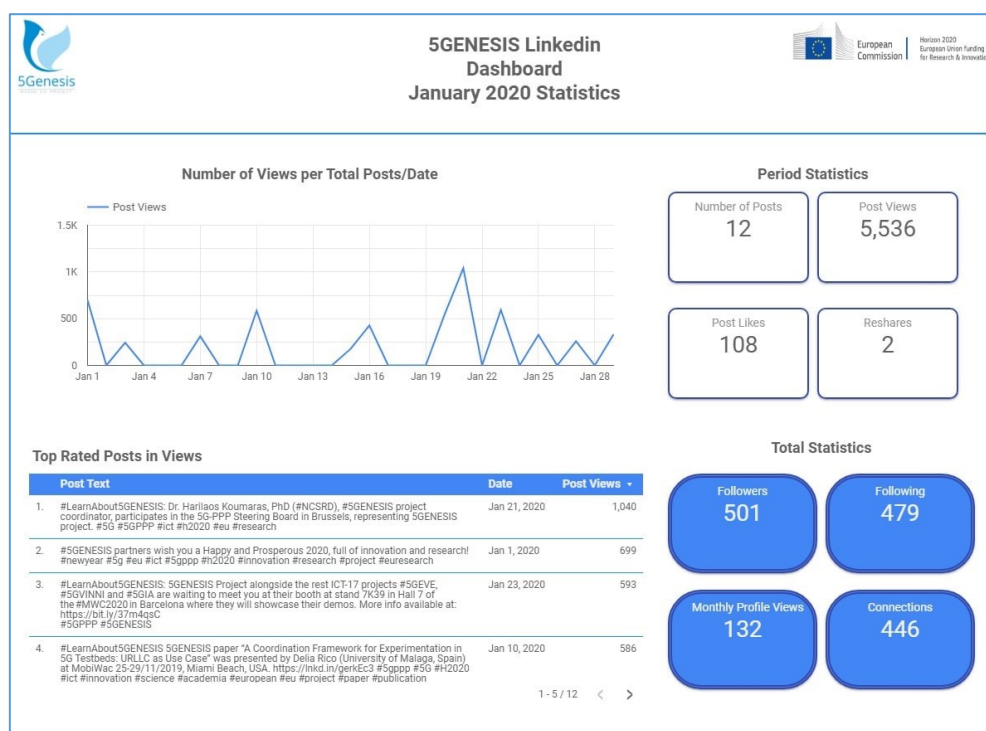 5GENESIS Linkedin
Dashboard
January 2020 Statistics
5Genesis
European
Commission
Horizon 2020
European Union funding
for Research & Innovation
Number of Views per Total Posts/Date
Post Views
1.5K
1K
500
0
Jan 1
Jan 4
Jan 7
Jan 10
Jan 13
Jan 16
Jan 19
Jan 22
Jan 25
Jan 28
Period Statistics
Number of Posts
12
Post Views
5,536
Post Likes
108
Reshares
2
Top Rated Posts in Views
Post Text Date Post Views
1. #LearnAbout5GENESIS: Dr. Harilaos Koumaras, PhD (#NCSRD), #5GENESIS project Jan 21, 2020 1,040
coordinator, participates in the 5G-PPP Steering Board in Brussels, representing 5GENESIS
project. #5G #5GPPP #ict #h2020 #eu #research
2. #5GENESIS partners wish you a Happy and Prosperous 2020, full of innovation and research! Jan 1, 2020 699
#newyear #5g #eu #ict #5gppp #h2020 #innovation #research #project #euresearch
3. #LearnAbout5GENESIS: 5GENESIS Project alongside the rest ICT-17 projects #5GEVE, Jan 23, 2020 593
#5GVINNI and #5GIA are waiting to meet you at their booth at stand 7K39 in Hall 7 of
the #MWC2020 in Barcelona where they will showcase their demos. More info available at:
https://bit.ly/37m4qsC
#5GPPP #5GENESIS
4. #LearnAbout5GENESIS 5GENESIS paper "A Coordination Framework for Experimentation in Jan 10, 2020 586
5G Testbeds: URLLC as Use Case" was presented by Delia Rico (University of Malaga, Spain)
at MobiWac 25-29/11/2019, Miami Beach, USA. https://lnkd.in/gerkEc3 #5gppp #5G #H2020
#ict #innovation #science #academia #european #eu #project #paper #publication
1 - 5 / 12
Total Statistics
Followers
501
Following
479
Monthly Profile Views
132
Connections
446